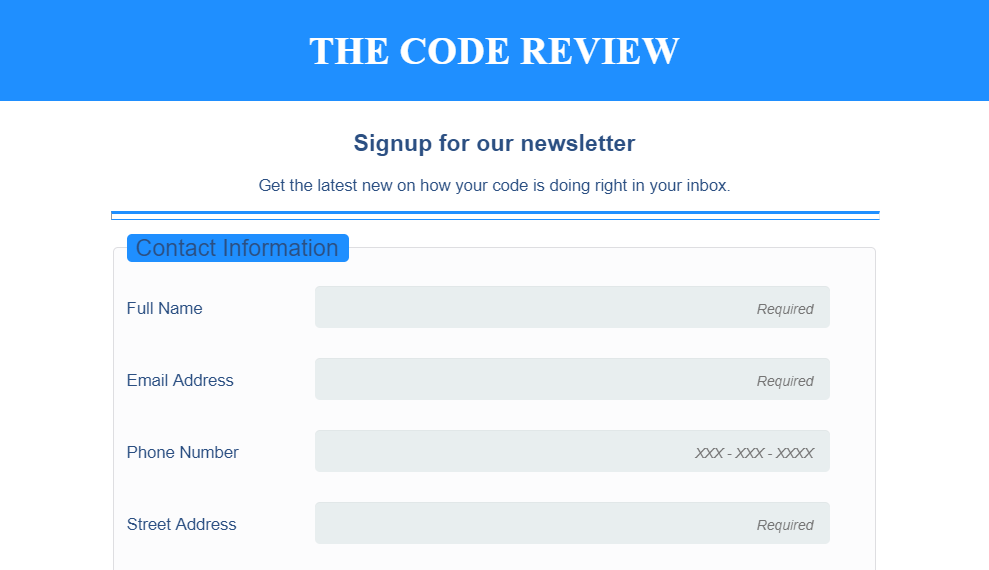 THE CODE REVIEW
Signup for our newsletter
Get the latest new on how your code is doing right in your inbox.
Contact Information
Full Name Required
Email Address Required
Phone Number XXX - XXX - XXXX
Street Address Required